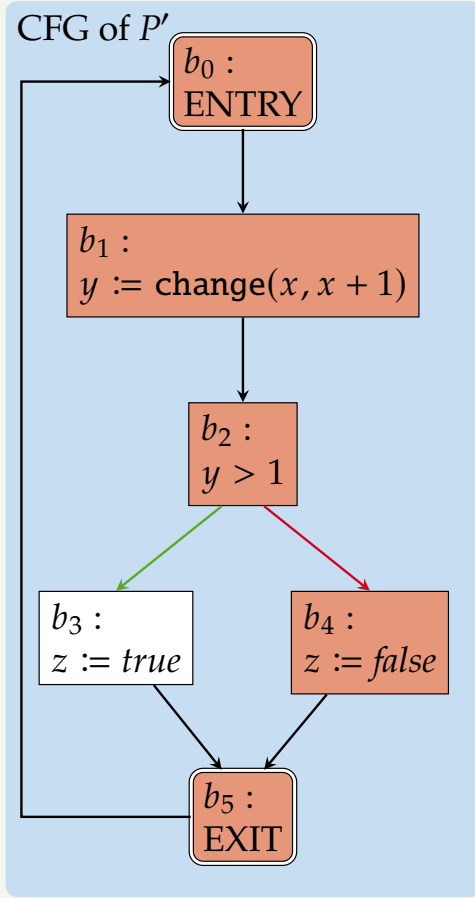 CFG of P′
b₀ :
ENTRY
b₁ :
y := change(x, x + 1)
b₂ :
y > 1
b₃ :
z := true
b₄ :
z := false
b₅ :
EXIT